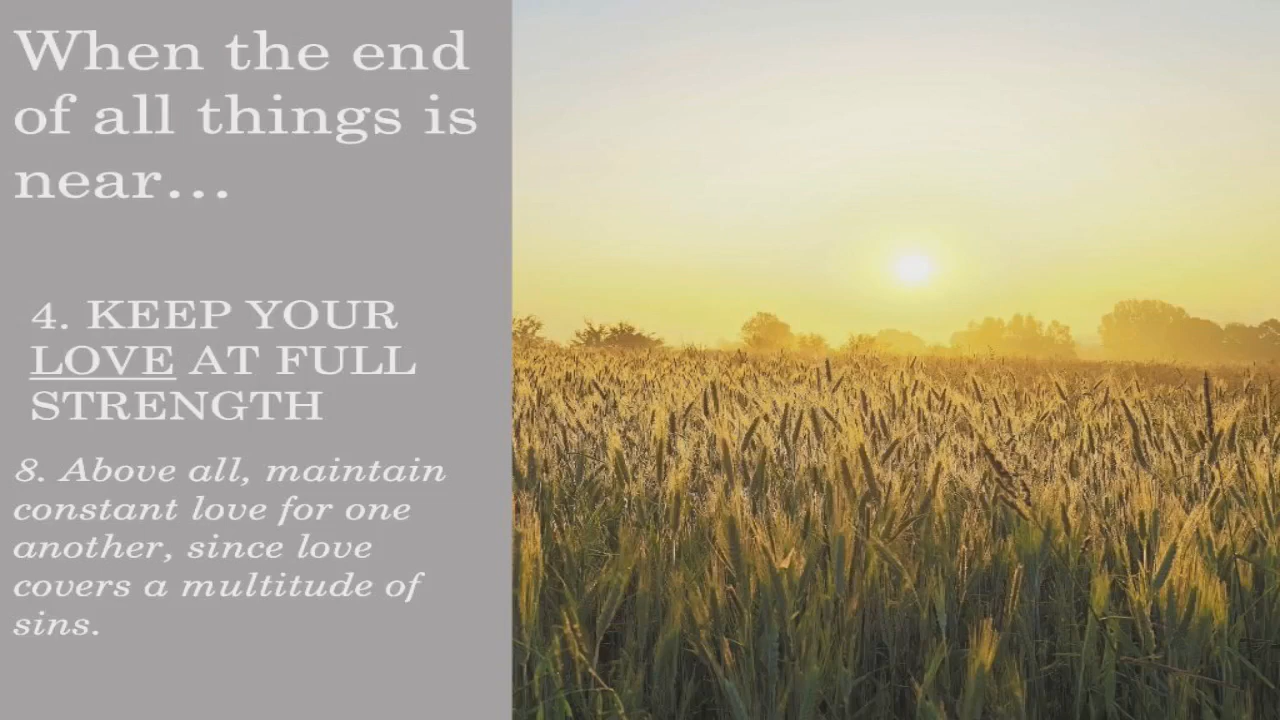 When the end
of all things is
near…
4. KEEP YOUR
LOVE AT FULL
STRENGTH
8. Above all, maintain
constant love for one
another, since love
covers a multitude of
sins.